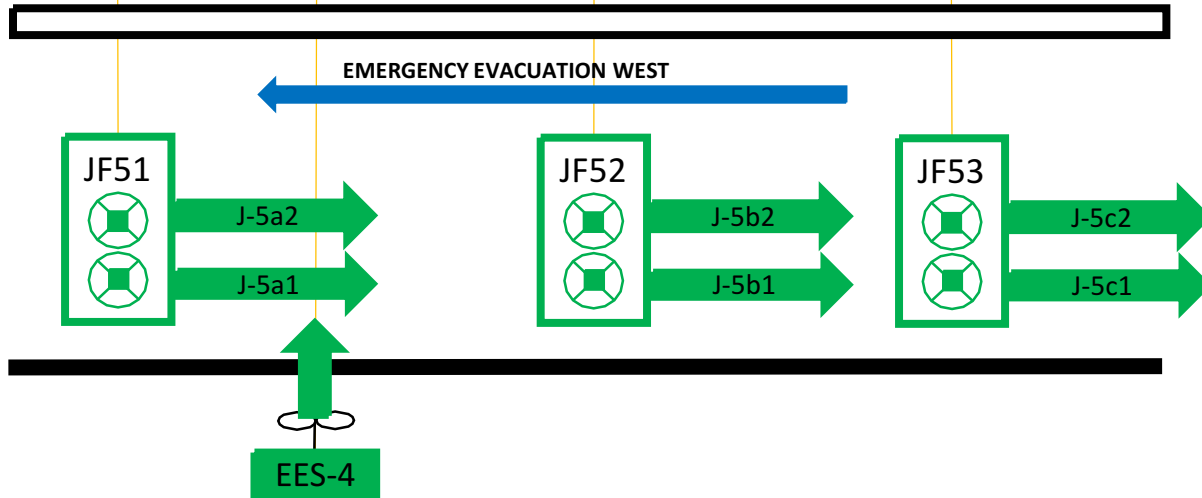 EMERGENCY EVACUATION WEST
JF51
JF52
JF53
J-5a2
J-5b2
J-5c2
J-5a1
J-5b1
J-5c1
EES-4